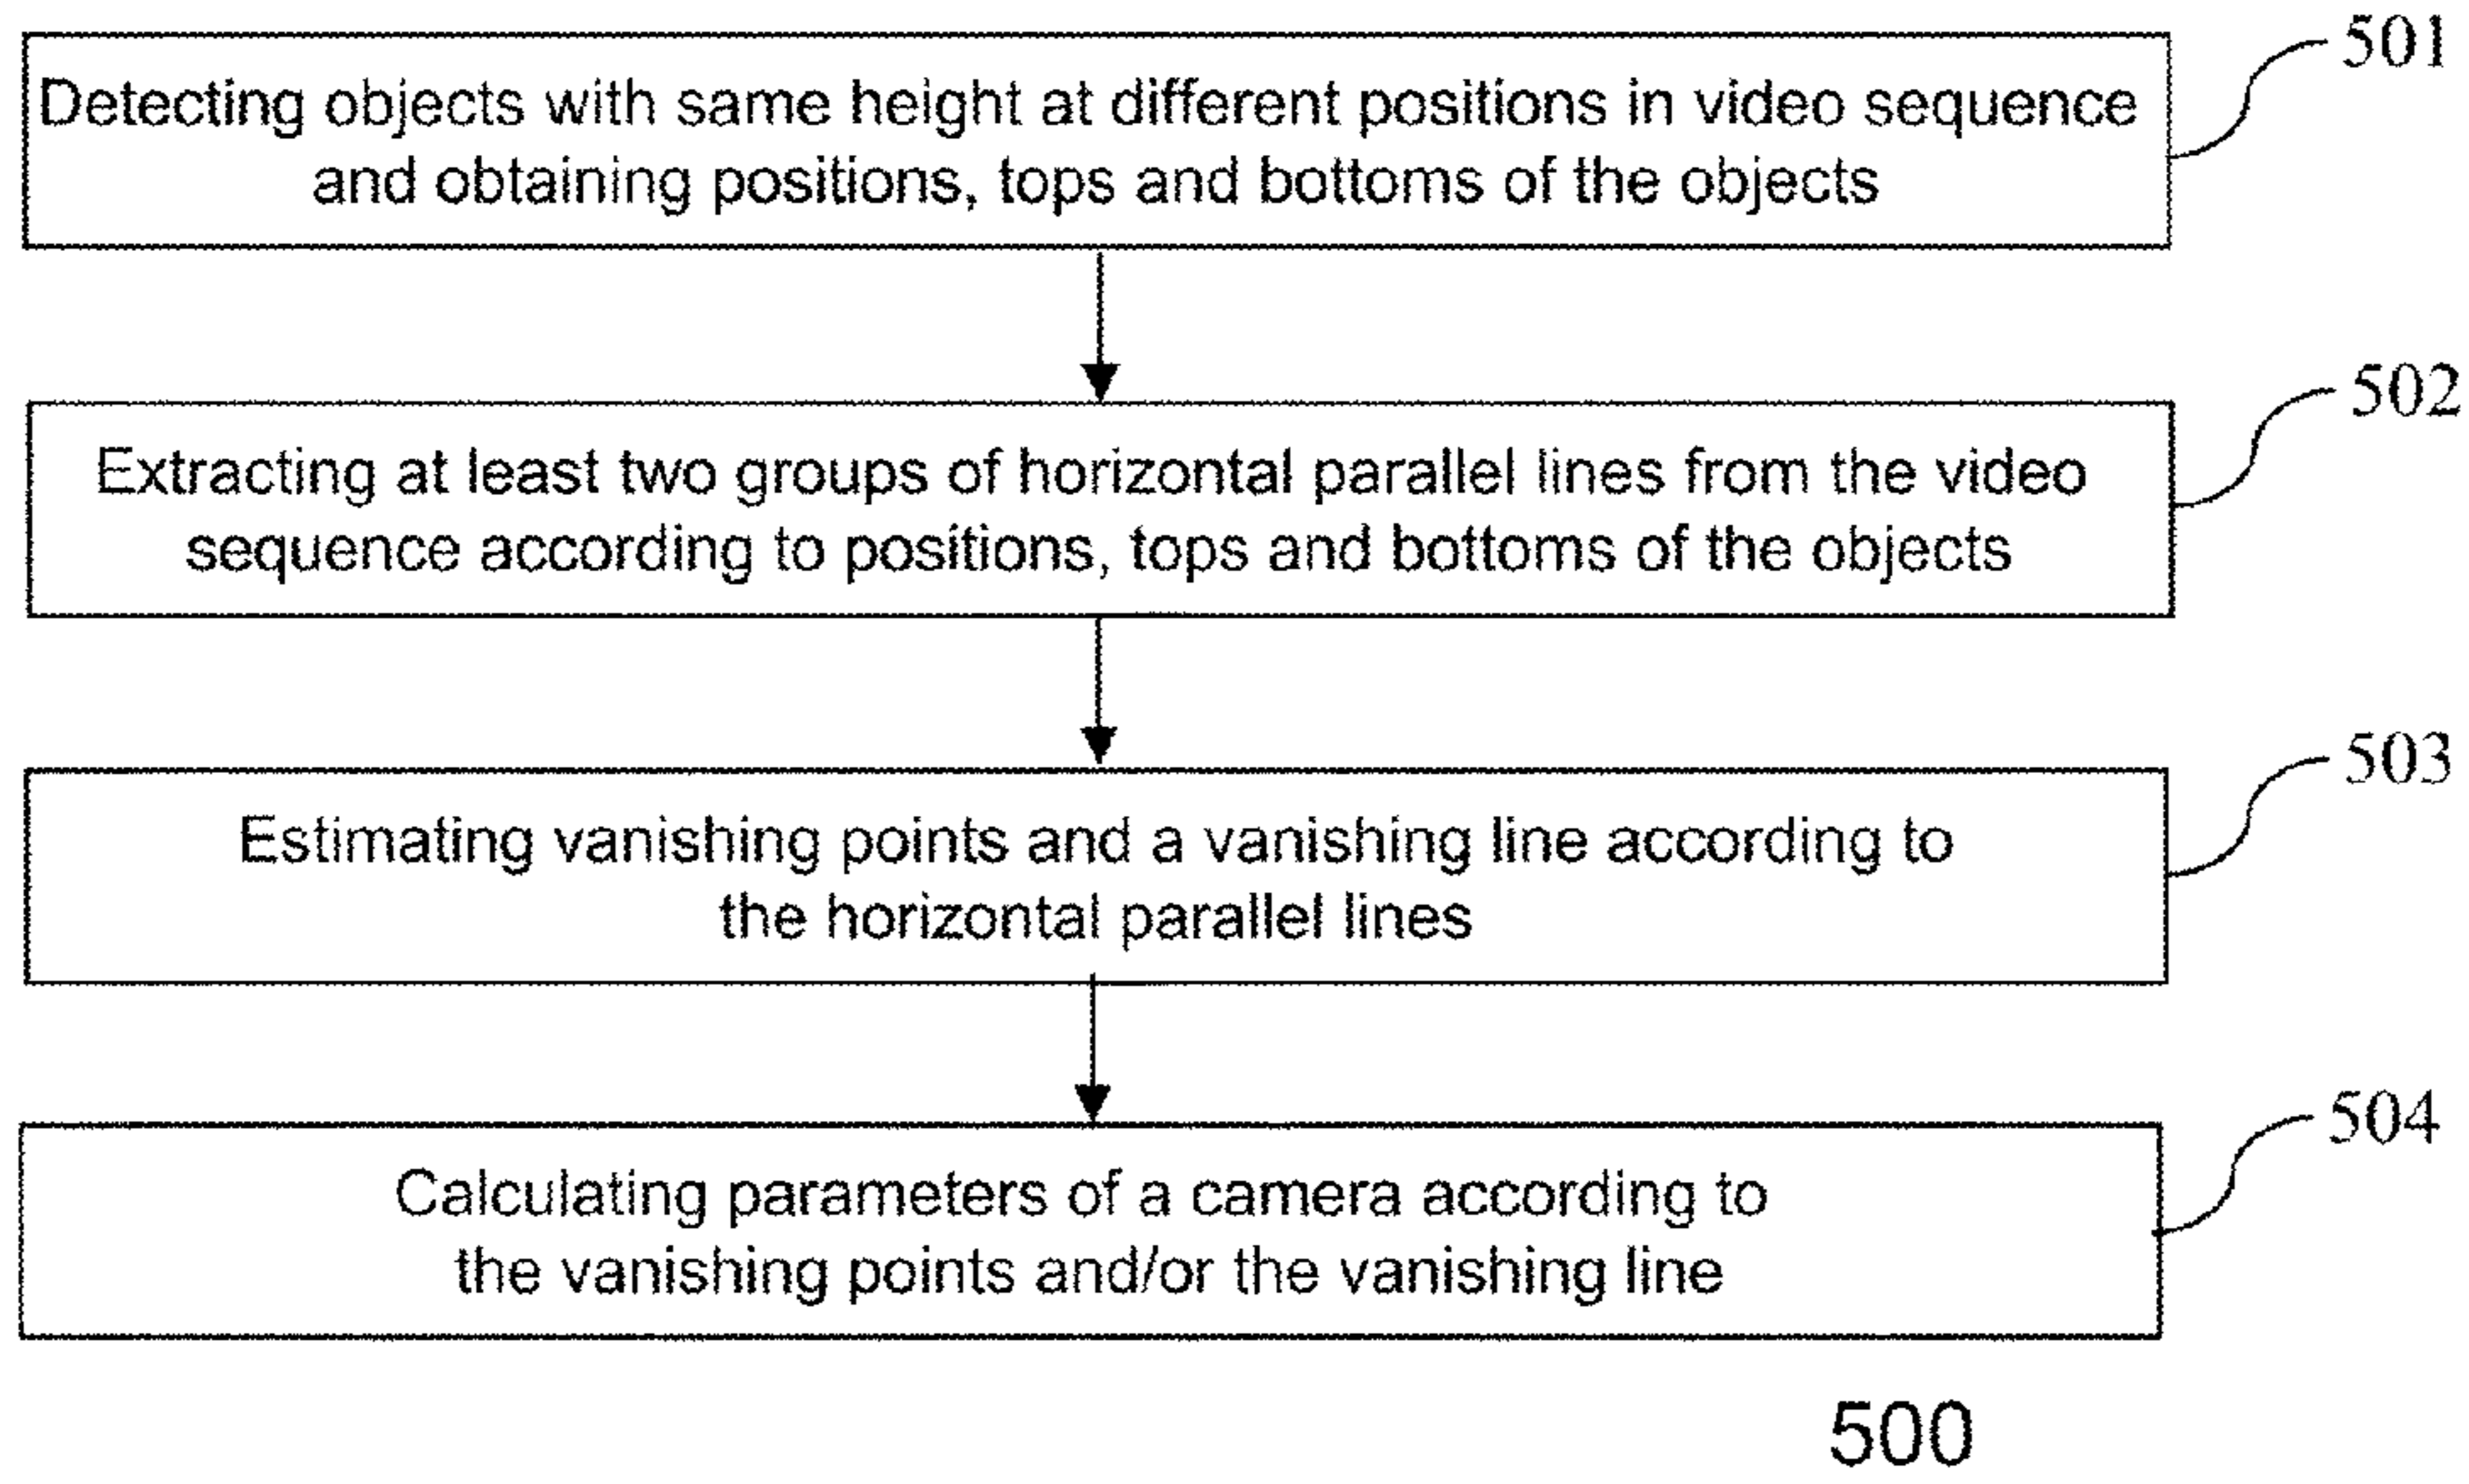 501
Detecting objects with same height at different positions in video sequence
and obtaining positions, tops and bottoms of the objects
502
Extracting at least two groups of horizontal parallel lines from the video
sequence according to positions, tops and bottoms of the objects
503
Estimating vanishing points and a vanishing line according to
the horizontal parallel lines
504
Calculating parameters of a camera according to
the vanishing points and/or the vanishing line
500